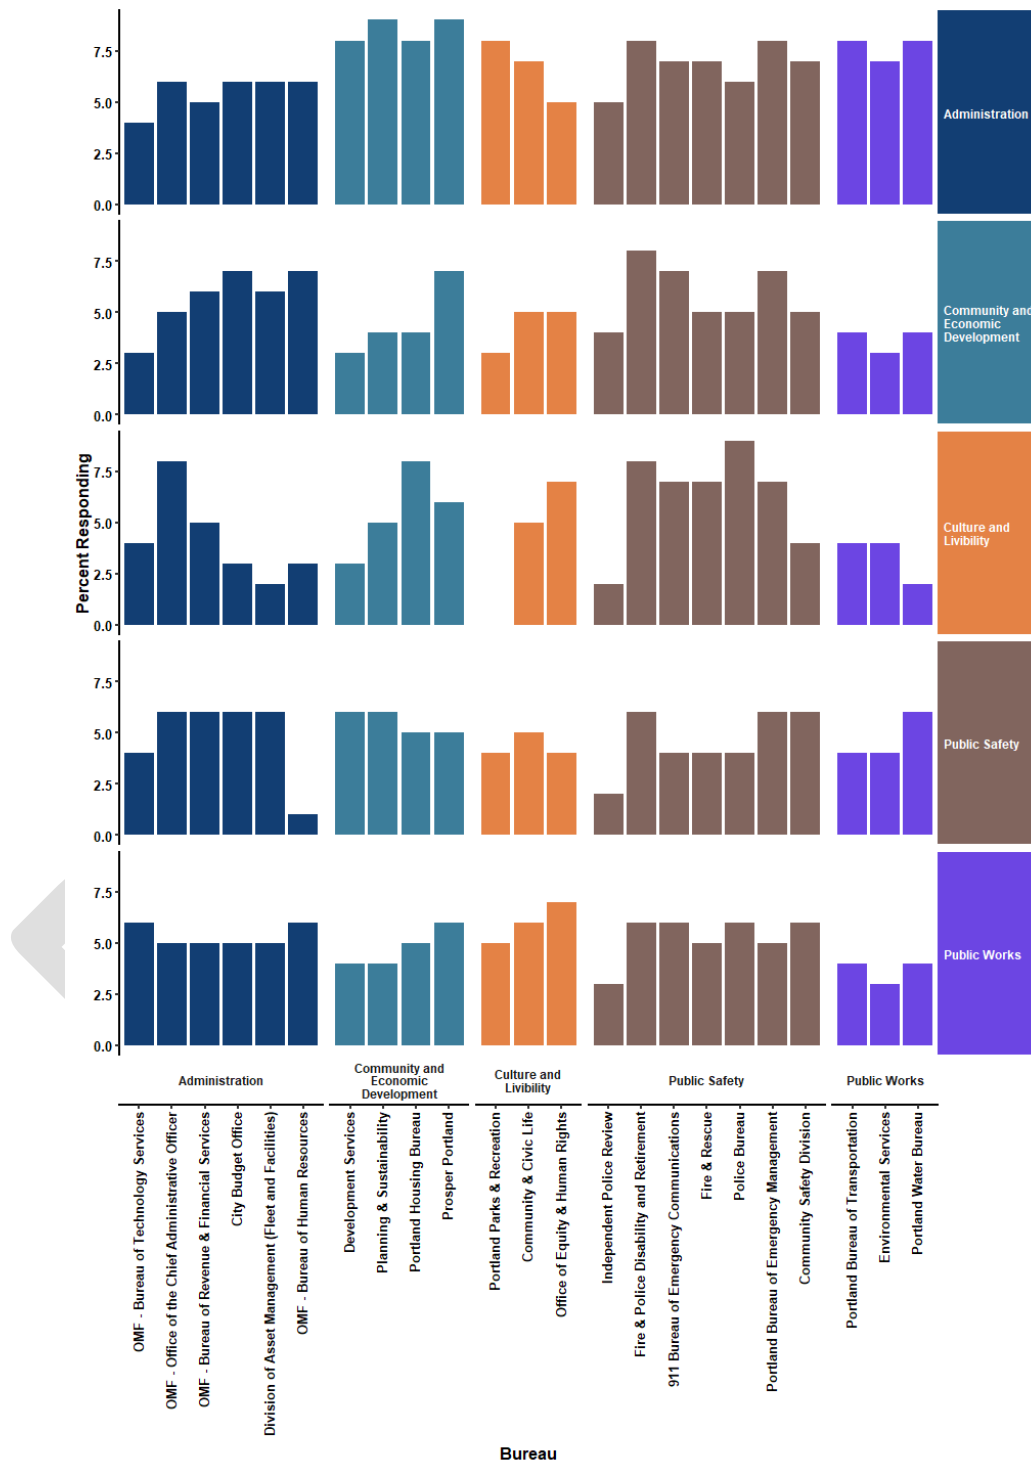 7.5
5.0
2.5
0.0
Administration
7.5
5.0
2.5
0.0
Community and
Economic
Development
Percent Responding
7.5
5.0
2.5
0.0
Culture and
Livibility
7.5
5.0
2.5
0.0
Public Safety
7.5
5.0
2.5
0.0
Public Works
Administration
Community and
Economic
Development
Culture and
Livibility
Public Safety
Public Works
OMF - Bureau of Technology Services
OMF - Office of the Chief Administrative Officer
OMF - Bureau of Revenue & Financial Services
City Budget Office
Division of Asset Management (Fleet and Facilities)
OMF - Bureau of Human Resources
Development Services
Planning & Sustainability
Portland Housing Bureau
Prosper Portland
Portland Parks & Recreation
Community & Civic Life
Office of Equity & Human Rights
Independent Police Review
Fire & Police Disability and Retirement
911 Bureau of Emergency Communications
Fire & Rescue
Police Bureau
Portland Bureau of Emergency Management
Community Safety Division
Portland Bureau of Transportation
Environmental Services
Portland Water Bureau
Bureau